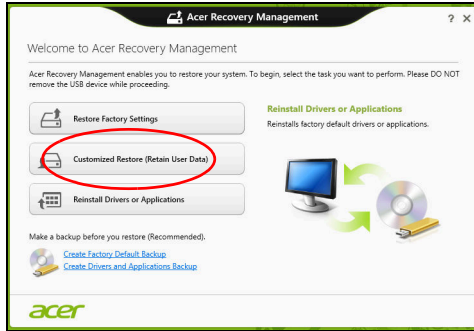 Acer Recovery Management
? X
Welcome to Acer Recovery Management
Acer Recovery Management enables you to restore your system. To begin, select the task you want to perform. Please DO NOT
remove the USB device while proceeding.
Restore Factory Settings
Customized Restore (Retain User Data)
Reinstall Drivers or Applications
Reinstall Drivers or Applications
Reinstalls factory default drivers or applications.
Make a backup before you restore (Recommended).
Create Factory Default Backup
Create Drivers and Applications Backup
acer